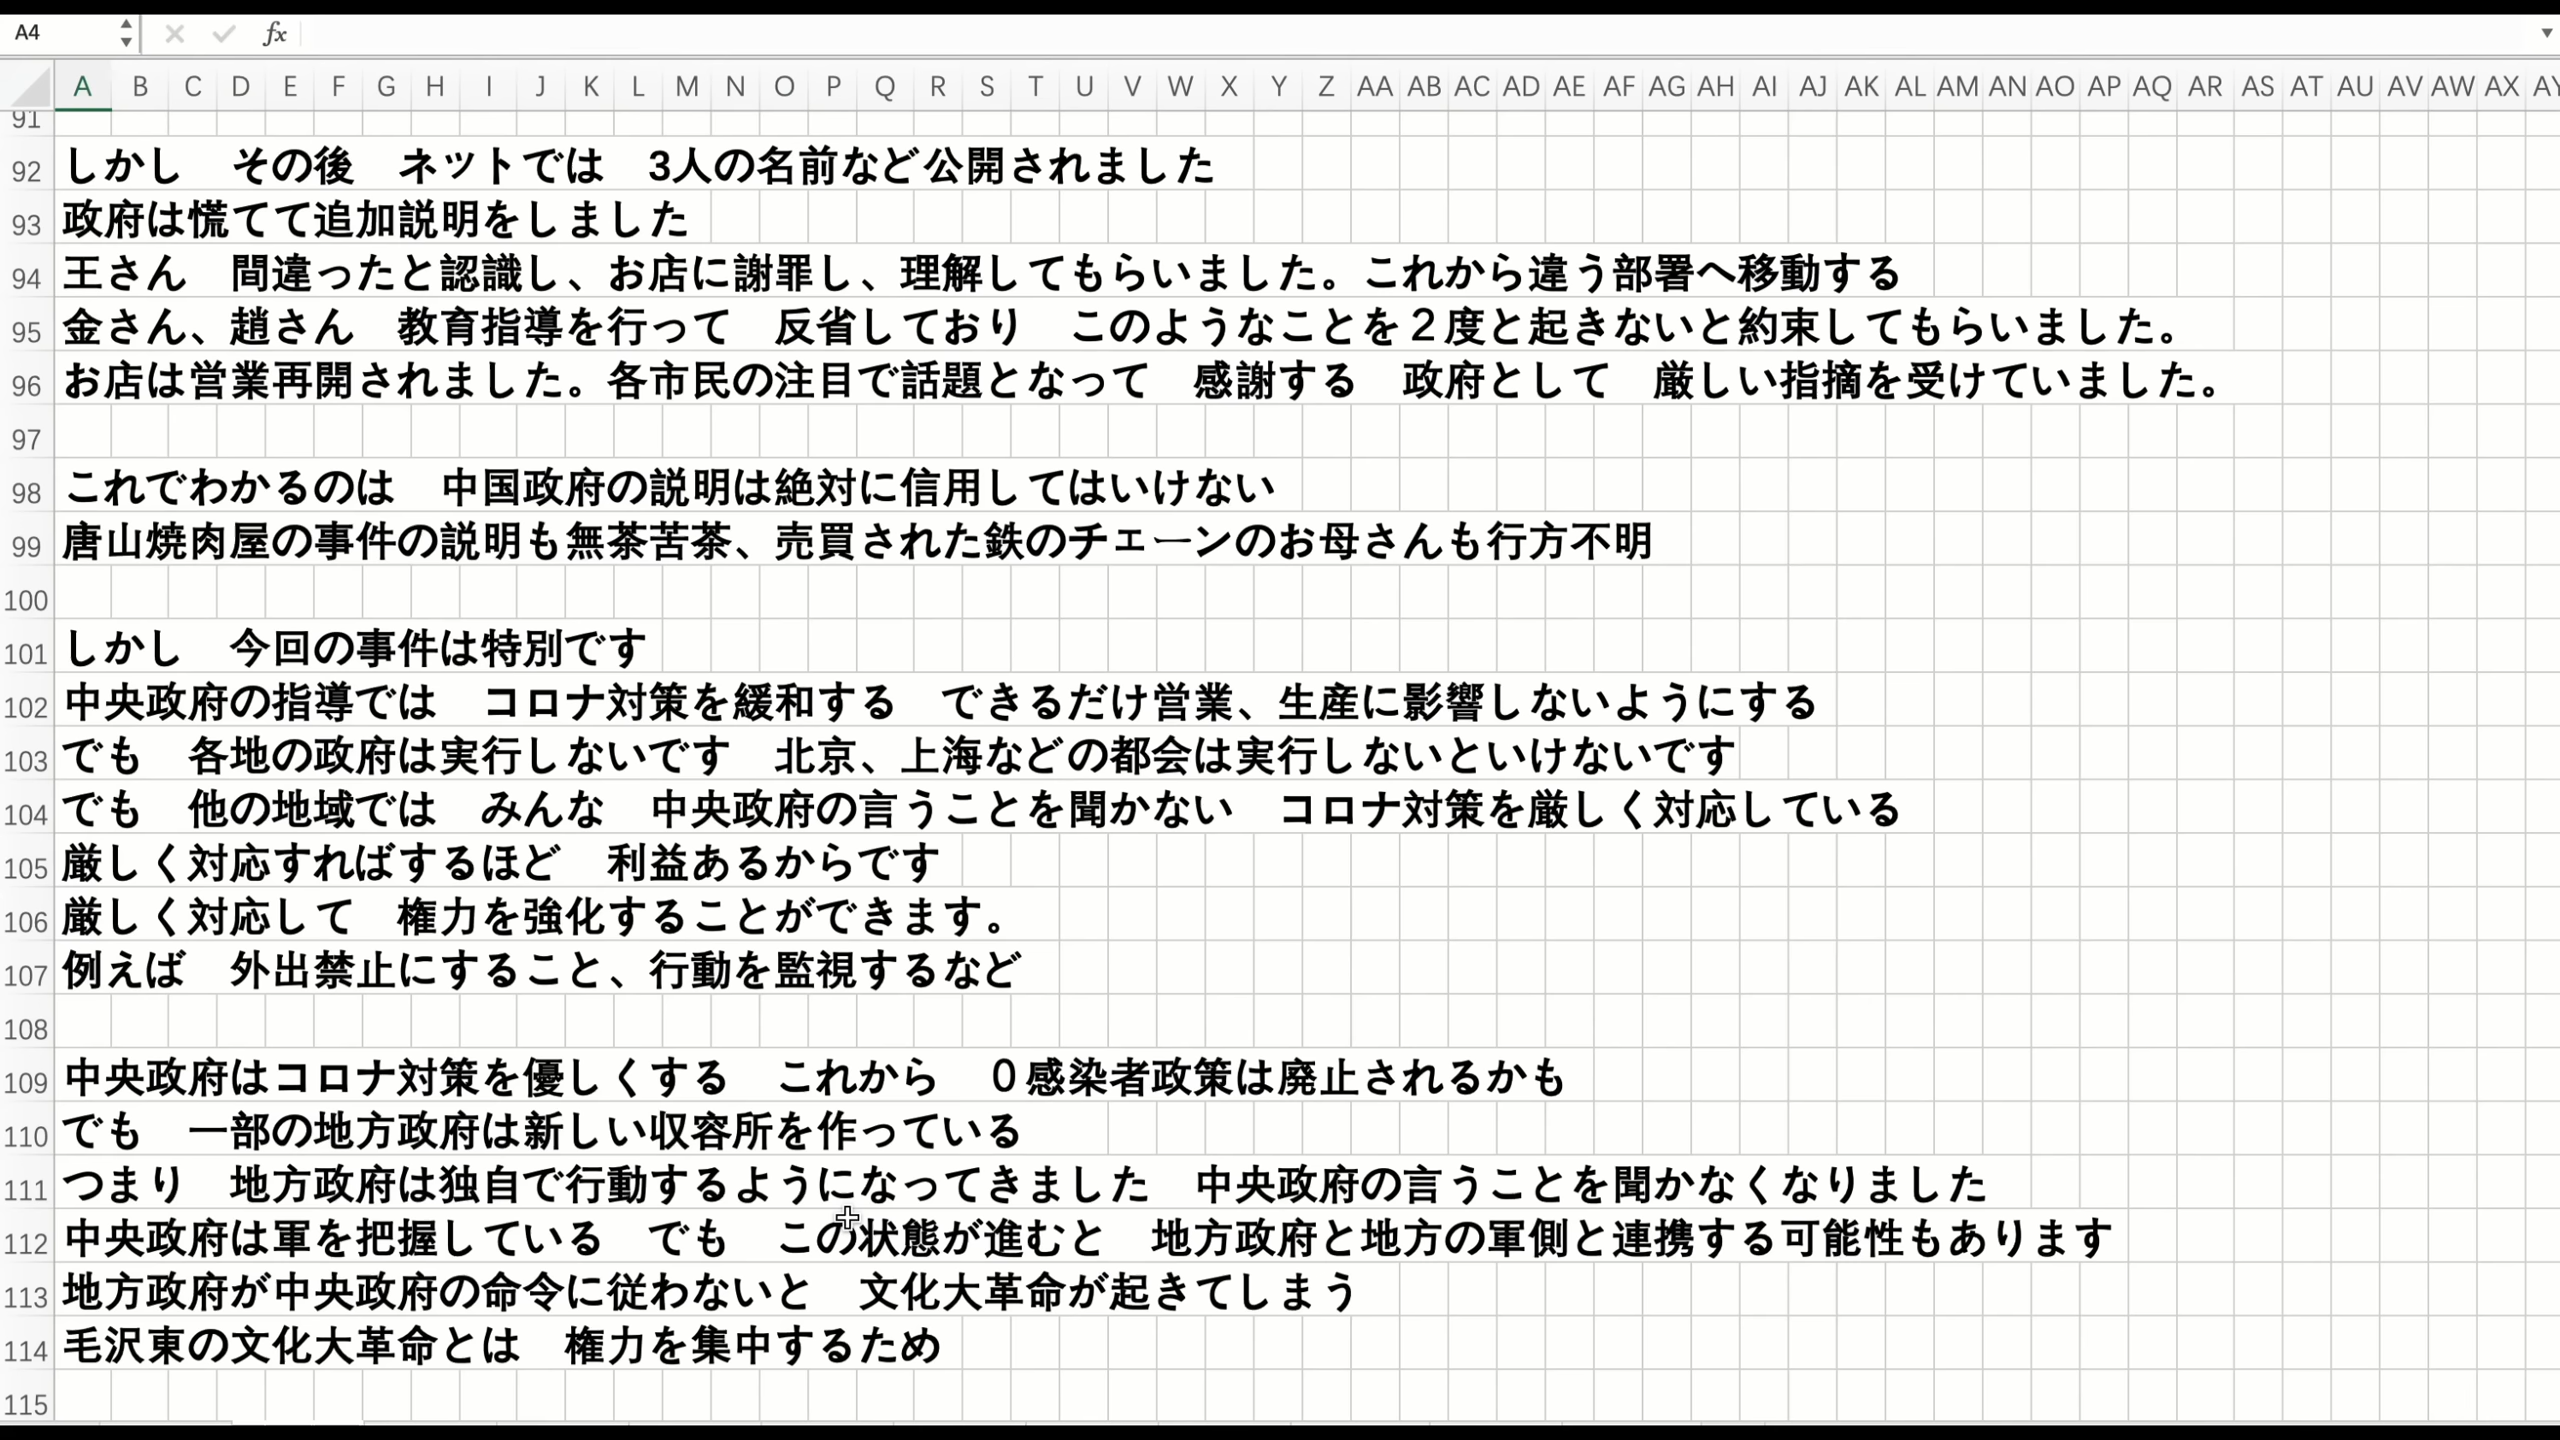 A4 fx
A B C D E F G H I J K L M N O P Q R S T U V W X Y Z AA AB AC AD AE AF AG AH AI AJ AK AL AM AN AO AP AQ AR AS AT AU AV AW AX AY
91
92 しかし　その後　ネットでは　3人の名前など公開されました
93 政府は慌てて追加説明をしました
94 王さん　間違ったと認識し、お店に謝罪し、理解してもらいました。これから違う部署へ移動する
95 金さん、趙さん　教育指導を行って　反省しており　このようなことを２度と起きないと約束してもらいました。
96 お店は営業再開されました。各市民の注目で話題となって　感謝する　政府として　厳しい指摘を受けていました。
97
98 これでわかるのは　中国政府の説明は絶対に信用してはいけない
99 唐山焼肉屋の事件の説明も無茶苦茶、売買された鉄のチェーンのお母さんも行方不明
100
101 しかし　今回の事件は特別です
102 中央政府の指導では　コロナ対策を緩和する　できるだけ営業、生産に影響しないようにする
103 でも　各地の政府は実行しないです　北京、上海などの都会は実行しないといけないです
104 でも　他の地域では　みんな　中央政府の言うことを聞かない　コロナ対策を厳しく対応している
105 厳しく対応すればするほど　利益あるからです
106 厳しく対応して　権力を強化することができます。
107 例えば　外出禁止にすること、行動を監視するなど
108
109 中央政府はコロナ対策を優しくする　これから　０感染者政策は廃止されるかも
110 でも　一部の地方政府は新しい収容所を作っている
111 つまり　地方政府は独自で行動するようになってきました　中央政府の言うことを聞かなくなりました
112 中央政府は軍を把握している　でも　この状態が進むと　地方政府と地方の軍側と連携する可能性もあります
113 地方政府が中央政府の命令に従わないと　文化大革命が起きてしまう
114 毛沢東の文化大革命とは　権力を集中するため
115